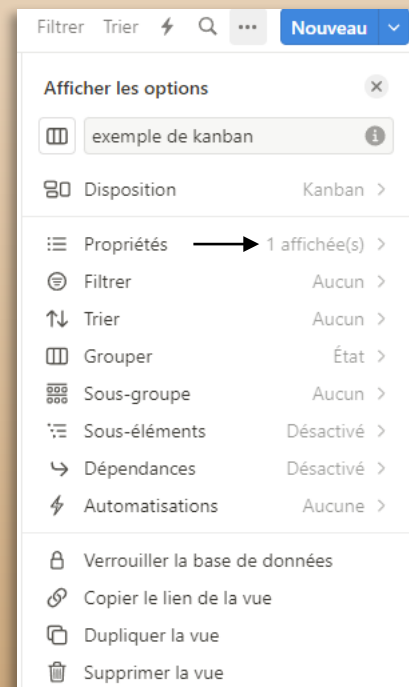 Filtrer Trier Nouveau
Afficher les options
exemple de kanban
Disposition Kanban
Propriétés 1 affichée(s)
Filtrer Aucun
Trier Aucun
Grouper État
Sous-groupe Aucun
Sous-éléments Désactivé
Dépendances Désactivé
Automatisations Aucune
Verrouiller la base de données
Copier le lien de la vue
Dupliquer la vue
Supprimer la vue